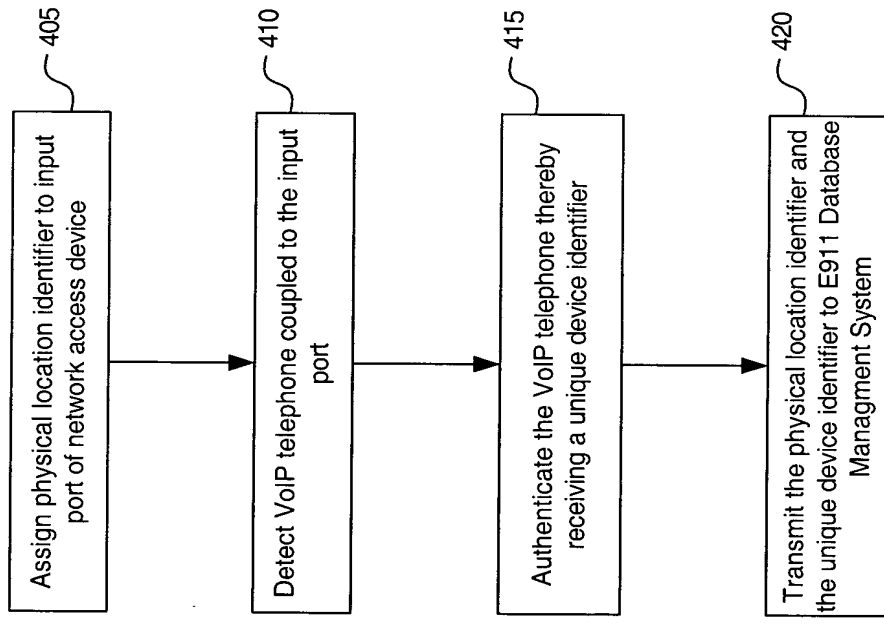 Assign physical location identifier to input
port of network access device
405
Detect VoIP telephone coupled to the input
port
410
Authenticate the VoIP telephone thereby
receiving a unique device identifier
415
Transmit the physical location identifier and
the unique device identifier to E911 Database
Managment System
420